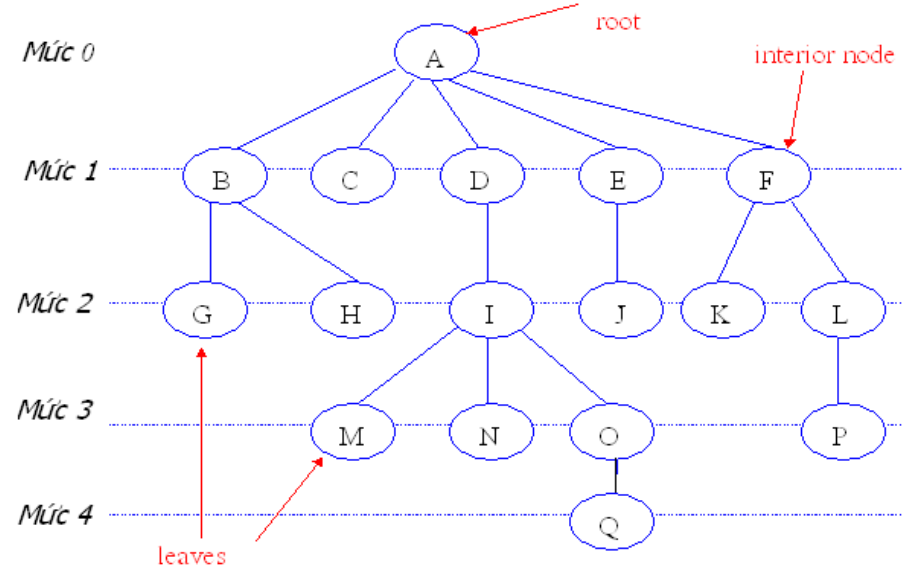 root
Mức 0
A
interior node
Mức 1
B C D E F
Mức 2
G H I J K L
Mức 3
M N O P
Mức 4
Q
leaves